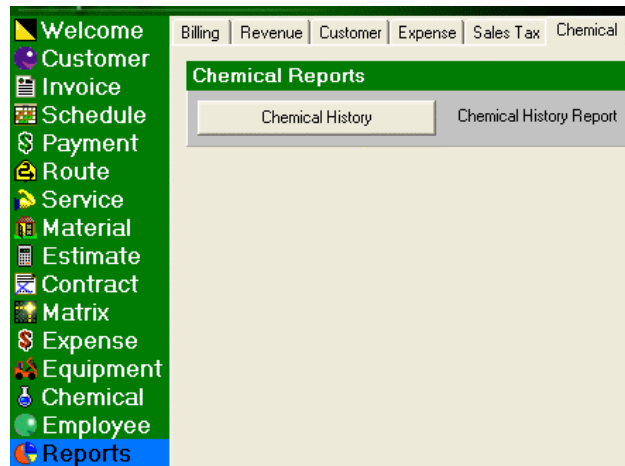 Welcome
Customer
Invoice
Schedule
Payment
Route
Service
Material
Estimate
Contract
Matrix
Expense
Equipment
Chemical
Employee
Reports
Billing Revenue Customer Expense Sales Tax Chemical
Chemical Reports
Chemical History Chemical History Report